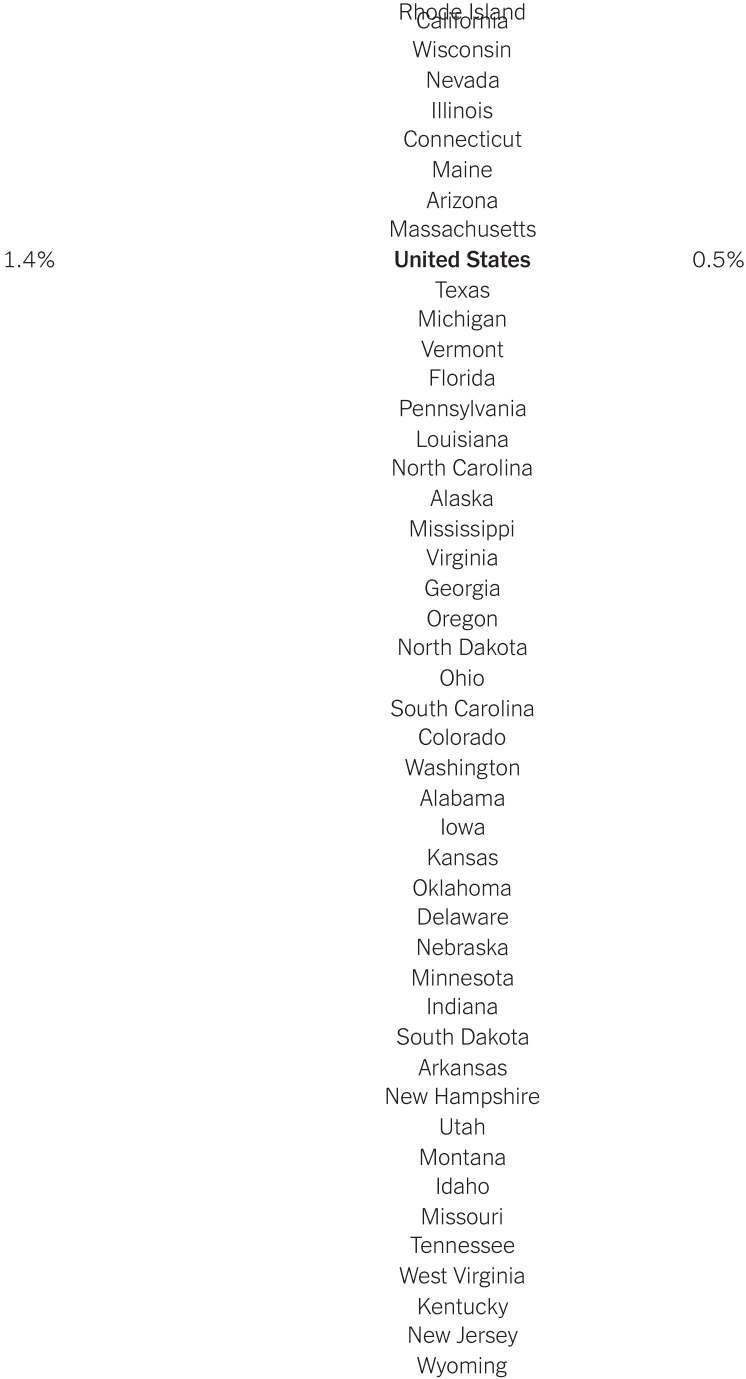 Rhode Island
California
Wisconsin
Nevada
Illinois
Connecticut
Maine
Arizona
Massachusetts
1.4% United States 0.5%
Texas
Michigan
Vermont
Florida
Pennsylvania
Louisiana
North Carolina
Alaska
Mississippi
Virginia
Georgia
Oregon
North Dakota
Ohio
South Carolina
Colorado
Washington
Alabama
Iowa
Kansas
Oklahoma
Delaware
Nebraska
Minnesota
Indiana
South Dakota
Arkansas
New Hampshire
Utah
Montana
Idaho
Missouri
Tennessee
West Virginia
Kentucky
New Jersey
Wyoming